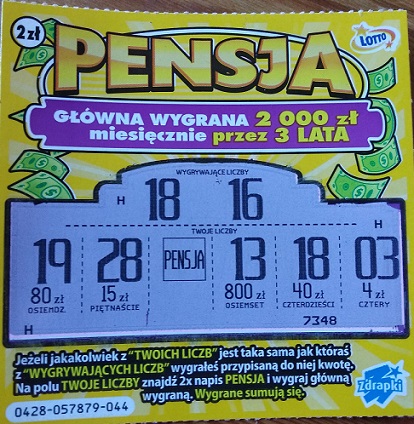 2 zł
PENSJA
LOTTO
GŁÓWNA WYGRANA 2 000 zł
miesięcznie przez 3 LATA
WYGRYWAJĄCE LICZBY
H 18 16
TWOJE LICZBY H
19 28 PENSJA 13 18 03
80 zł 15 zł 800 zł 40 zł 4 zł
OSIEMDZ. PIĘTNAŚCIE OSIEMSET CZTERDZIEŚCI CZTERY
H 7348
Jeżeli jakakolwiek z "TWOICH LICZB" jest taka sama jak któraś
z "WYGRYWAJĄCYCH LICZB" wygrałeś przypisaną do niej kwotę.
Na polu TWOJE LICZBY znajdź 2x napis PENSJA i wygraj główną
wygraną. Wygrane sumują się.
Zdrapki
0428-057879-044